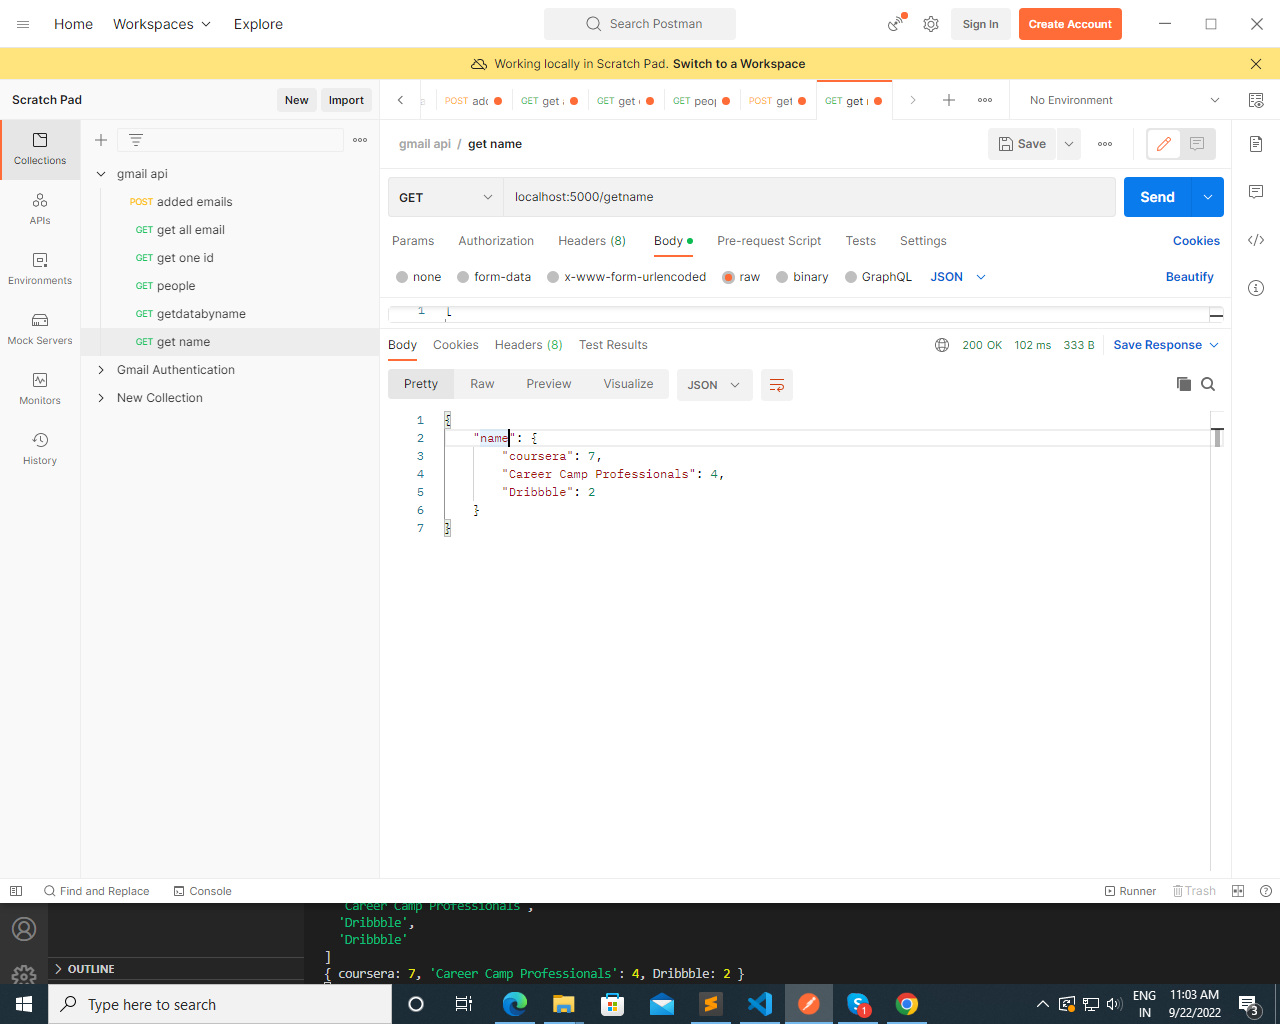 Home
Workspaces
Explore
Search Postman
Sign In
Create Account
Working locally in Scratch Pad. Switch to a Workspace
Scratch Pad
New
Import
POST
GET
GET
GET
POST get
GET
No Environment
Collections
APIs
Environments
Mock Servers
Monitors
History
gmail api
POST added emails
GET get all email
GET get one id
GET people
GET getdatabyname
GET get name
Gmail Authentication
New Collection
gmail api / get name
Save
GET
localhost:5000/getname
Send
Params
Authorization
Headers (8)
Body
Pre-request Script
Tests
Settings
Cookies
none
form-data
x-www-form-urlencoded
raw
binary
GraphQL
JSON
Beautify
1
Body
Cookies
Headers (8)
Test Results
200 OK
102 ms
333 B
Save Response
Pretty
Raw
Preview
Visualize
JSON
1 {
2 "name": {
3 "coursera": 7,
4 "Career Camp Professionals": 4,
5 "Dribbble": 2
6 }
7 }
Find and Replace
Console
Runner
Trash
'Career Camp Professionals',
'Dribbble',
'Dribbble'
]
{ coursera: 7, 'Career Camp Professionals': 4, Dribbble: 2 }
OUTLINE
Type here to search
1
ENG
IN
11:03 AM
9/22/2022
3